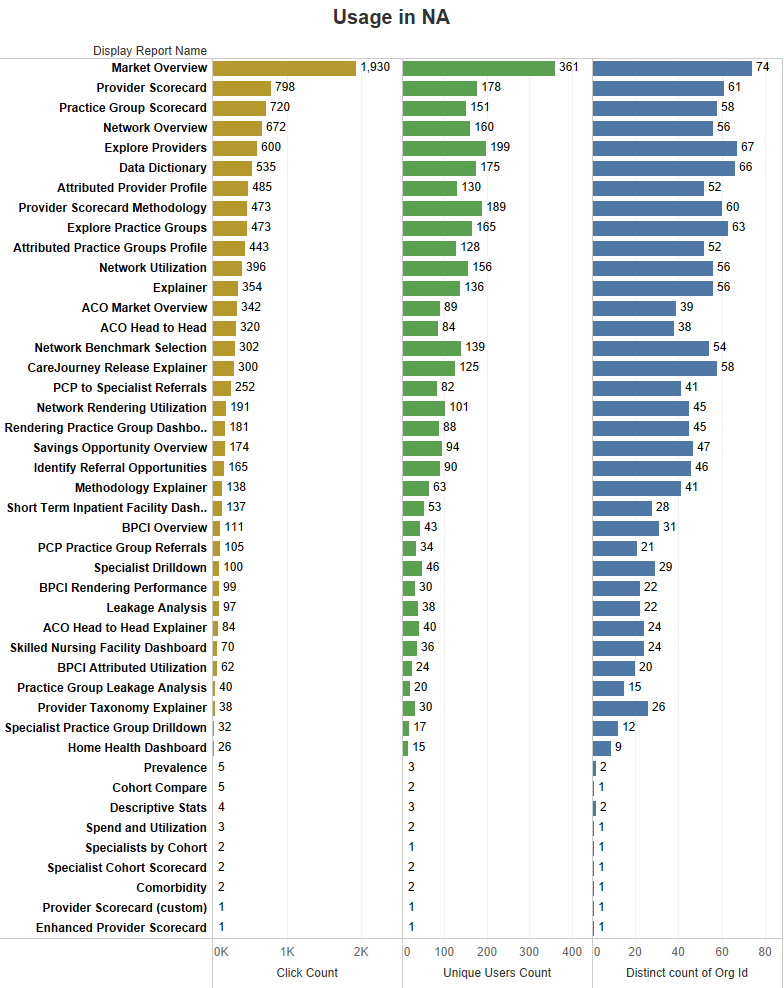 Usage in NA
Display Report Name
Market Overview 1,930 361 74
Provider Scorecard 798 178 61
Practice Group Scorecard 720 151 58
Network Overview 672 160 56
Explore Providers 600 199 67
Data Dictionary 535 175 66
Attributed Provider Profile 485 130 52
Provider Scorecard Methodology 473 189 60
Explore Practice Groups 473 165 63
Attributed Practice Groups Profile 443 128 52
Network Utilization 396 156 56
Explainer 354 136 56
ACO Market Overview 342 89 39
ACO Head to Head 320 84 38
Network Benchmark Selection 302 139 54
CareJourney Release Explainer 300 125 58
PCP to Specialist Referrals 252 82 41
Network Rendering Utilization 191 101 45
Rendering Practice Group Dashbo.. 181 88 45
Savings Opportunity Overview 174 94 47
Identify Referral Opportunities 165 90 46
Methodology Explainer 138 63 41
Short Term Inpatient Facility Dash.. 137 53 28
BPCI Overview 111 43 31
PCP Practice Group Referrals 105 34 21
Specialist Drilldown 100 46 29
BPCI Rendering Performance 99 30 22
Leakage Analysis 97 38 22
ACO Head to Head Explainer 84 40 24
Skilled Nursing Facility Dashboard 70 36 24
BPCI Attributed Utilization 62 24 20
Practice Group Leakage Analysis 40 20 15
Provider Taxonomy Explainer 38 30 26
Specialist Practice Group Drilldown 32 17 12
Home Health Dashboard 26 15 9
Prevalence 5 3 2
Cohort Compare 5 2 1
Descriptive Stats 4 3 2
Spend and Utilization 3 2 1
Specialists by Cohort 2 1 1
Specialist Cohort Scorecard 2 2 1
Comorbidity 2 2 1
Provider Scorecard (custom) 1 1 1
Enhanced Provider Scorecard 1 1 1
0K 1K 2K 0 100 200 300 400 0 20 40 60 80
Click Count Unique Users Count Distinct count of Org Id